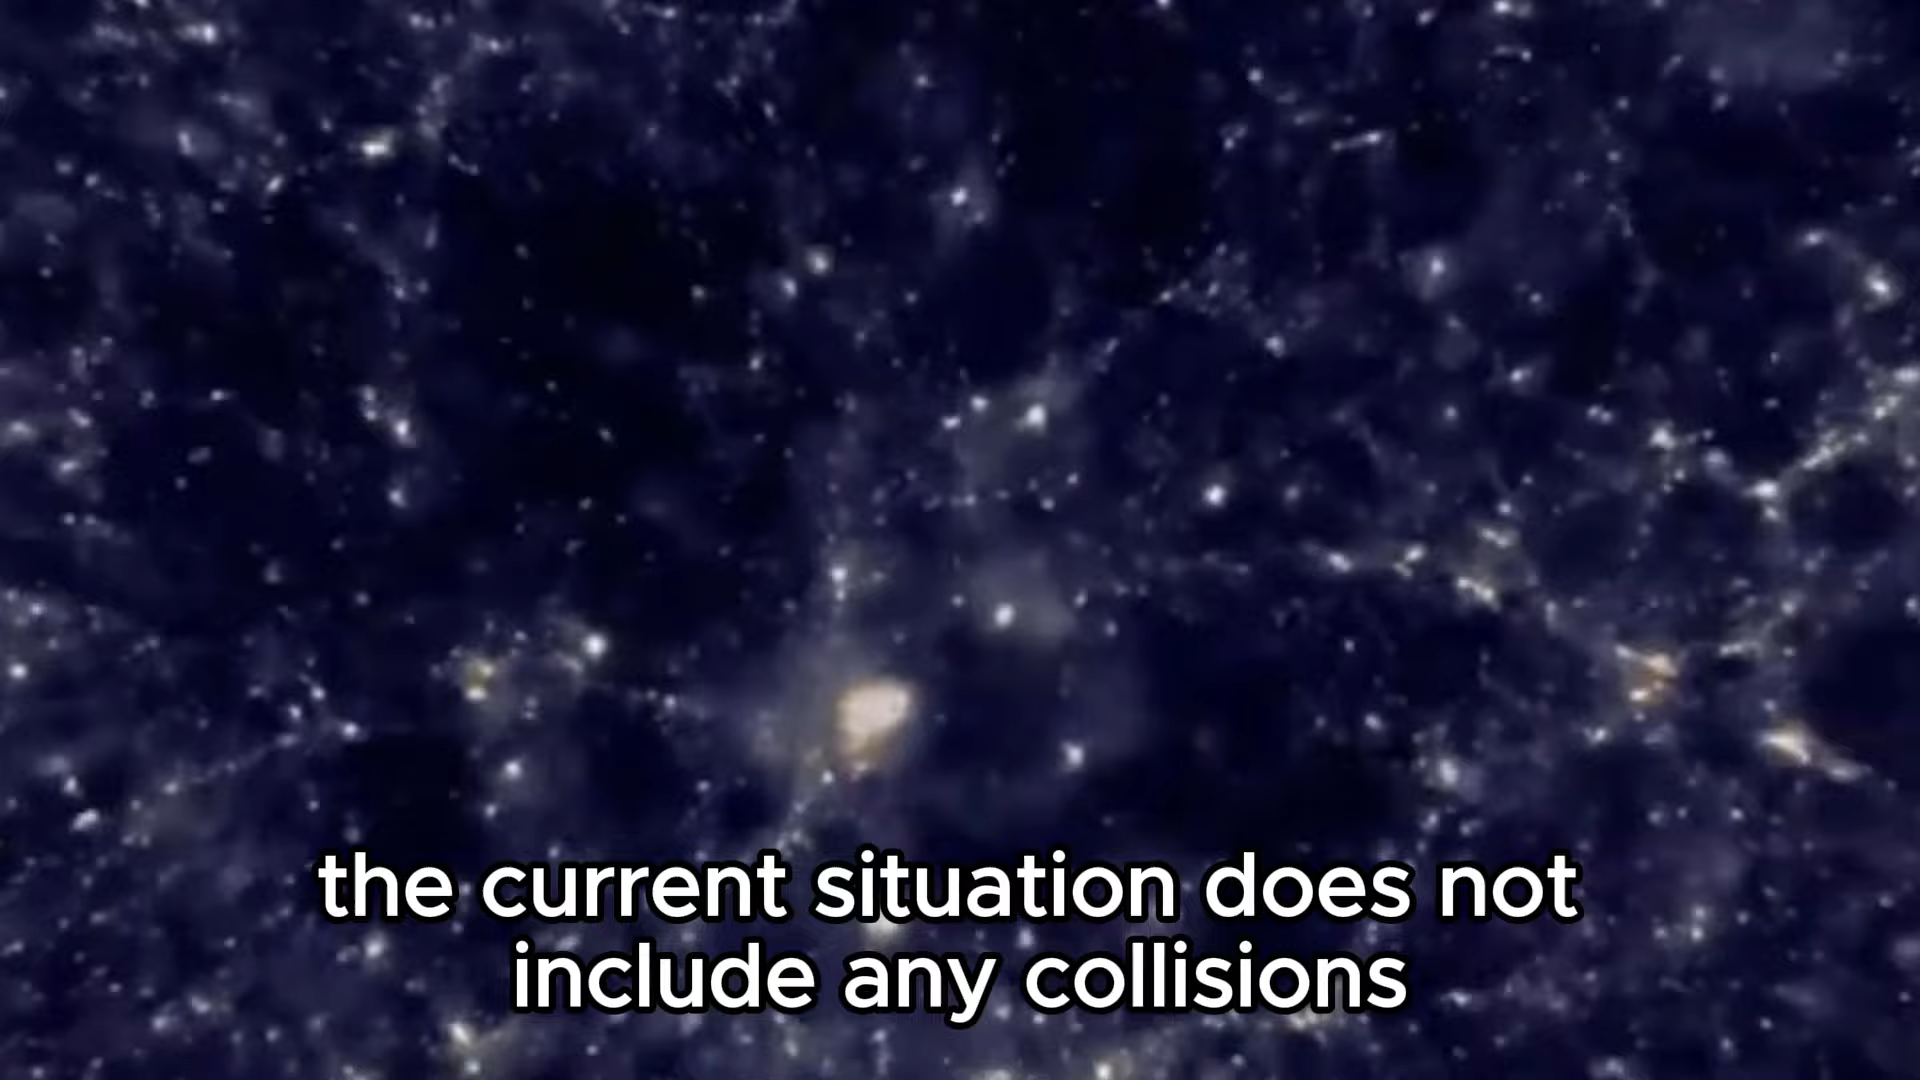 the current situation does not
include any collisions